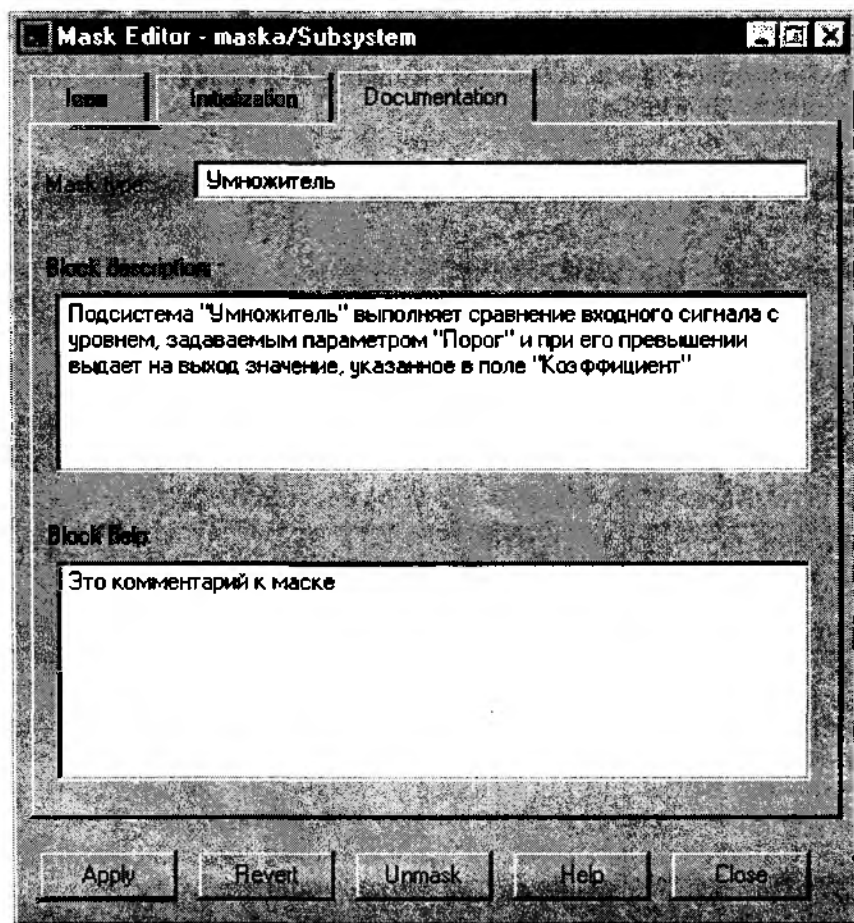 Mask Editor - maska/Subsystem
Icon Initialization Documentation
Mask type: Умножитель
Block description:
Подсистема "Умножитель" выполняет сравнение входного сигнала с
уровнем, задаваемым параметром "Порог" и при его превышении
выдает на выход значение, указанное в поле "Коэффициент"
Block help:
Это комментарий к маске
Apply Revert Unmask Help Close